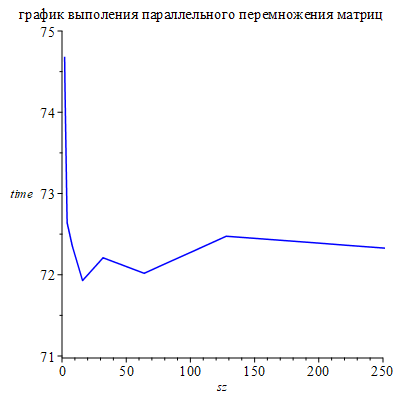 график выполения параллельного перемножения матриц
75
74
time 73
72
71
0 50 100 150 200 250
sz